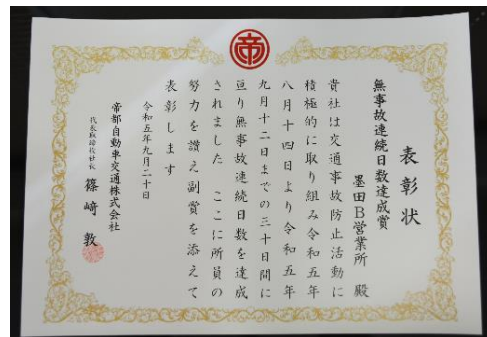 表彰状
無事故連続日数達成賞
墨田B営業所 殿
貴社は交通事故防止活動に
積極的に取り組み令和五年
八月十四日より令和五年
九月十二日までの三十日間に
亘り無事故連続日数を達成
されました ここに所員の
努力を讃え副賞を添えて
表彰します
令和五年九月二十日
帝都自動車交通株式会社
代表取締役社長 篠崎 敦